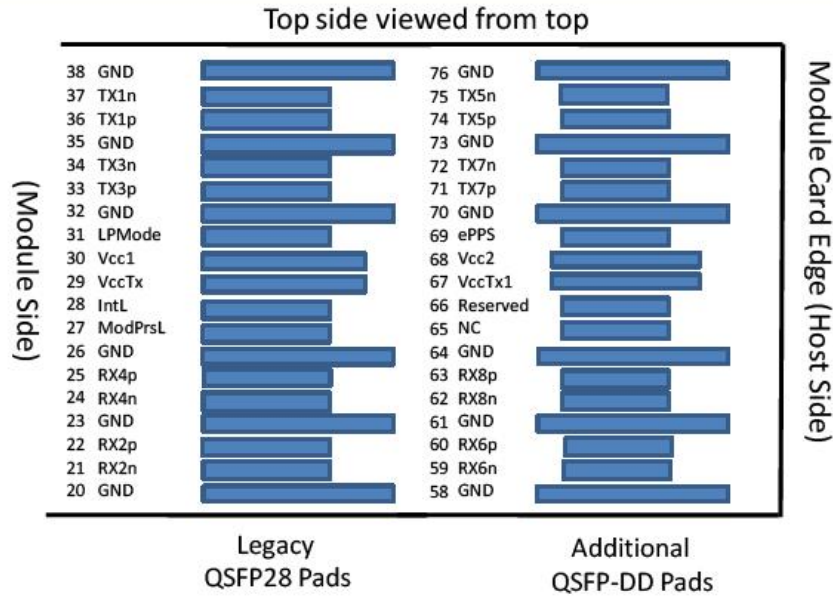 Top side viewed from top
(Module Side)
38 GND
37 TX1n
36 TX1p
35 GND
34 TX3n
33 TX3p
32 GND
31 LPMode
30 Vcc1
29 VccTx
28 IntL
27 ModPrsL
26 GND
25 RX4p
24 RX4n
23 GND
22 RX2p
21 RX2n
20 GND
Legacy
QSFP28 Pads
76 GND
75 TX5n
74 TX5p
73 GND
72 TX7n
71 TX7p
70 GND
69 ePPS
68 Vcc2
67 VccTx1
66 Reserved
65 NC
64 GND
63 RX8p
62 RX8n
61 GND
60 RX6p
59 RX6n
58 GND
Additional
QSFP-DD Pads
Module Card Edge (Host Side)